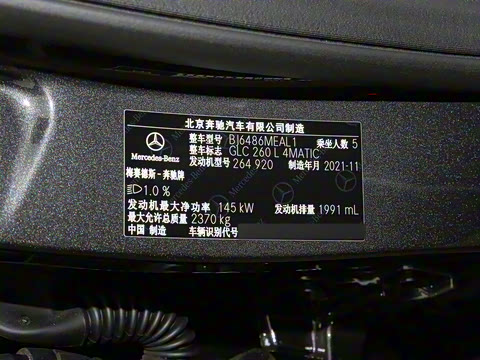 北京奔驰汽车有限公司制造
整车型号 BJ6486MEAL1 乘坐人数 5
整车标志 GLC 260 L 4MATIC
发动机型号 264 920 制造年月 2021-11
Mercedes-Benz
梅赛德斯-奔驰牌
1.0 %
发动机最大净功率 145 kW 发动机排量 1991 mL
最大允许总质量 2370 kg
中国 制造 车辆识别代号